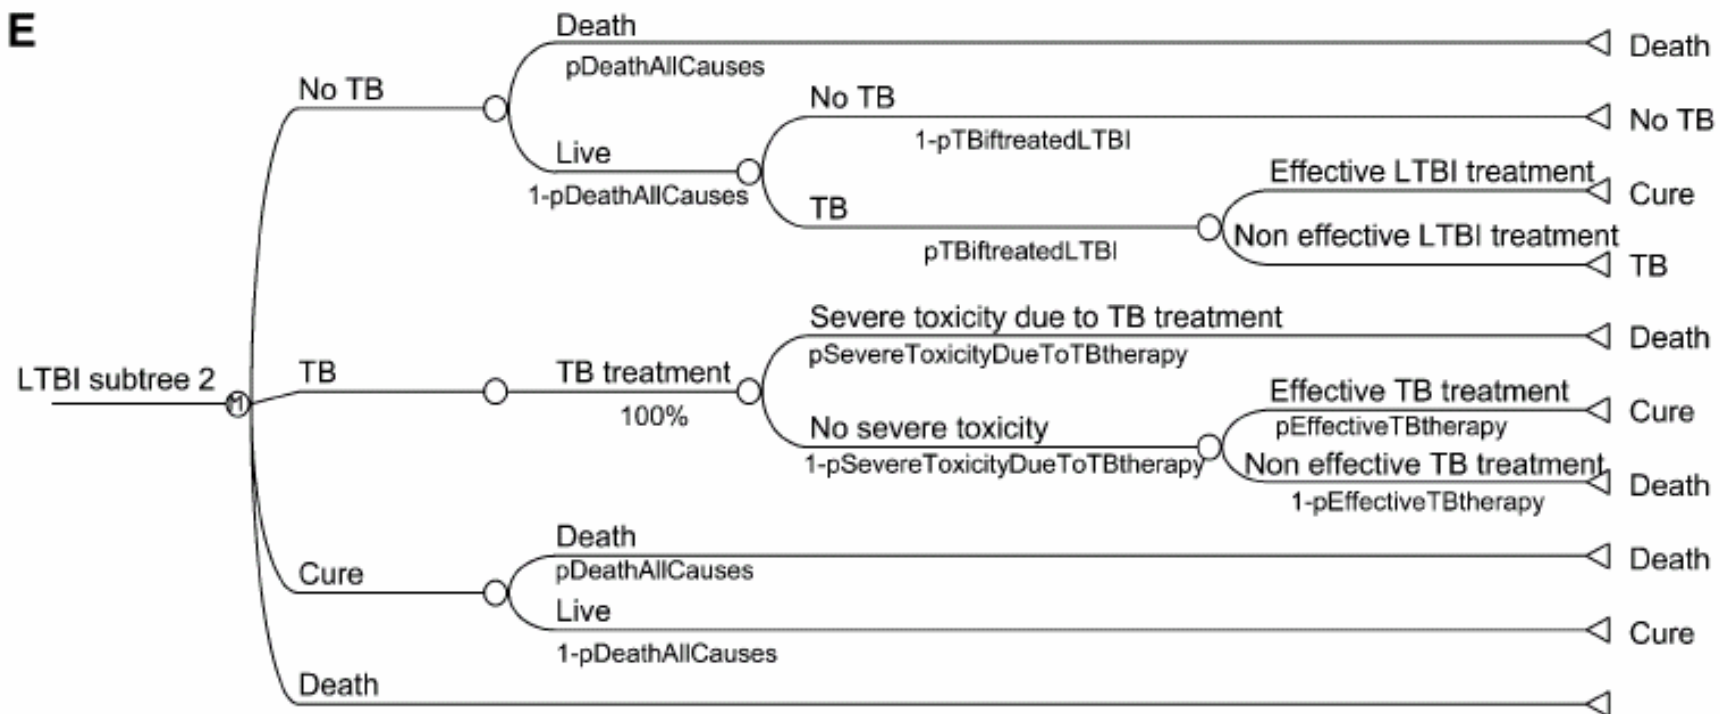 E
Death
pDeathAllCauses
Death
No TB
No TB
1-pTBiftreatedLTBI
No TB
Live
1-pDeathAllCauses
Effective LTBI treatment
Cure
TB
pTBiftreatedLTBI
Non effective LTBI treatment
TB
Severe toxicity due to TB treatment
pSevereToxicityDueToTBtherapy
Death
LTBI subtree 2
M
TB
TB treatment
100%
Effective TB treatment
pEffectiveTBtherapy
Cure
No severe toxicity
1-pSevereToxicityDueToTBtherapy
Non effective TB treatment
1-pEffectiveTBtherapy
Death
Death
pDeathAllCauses
Death
Cure
Live
1-pDeathAllCauses
Cure
Death